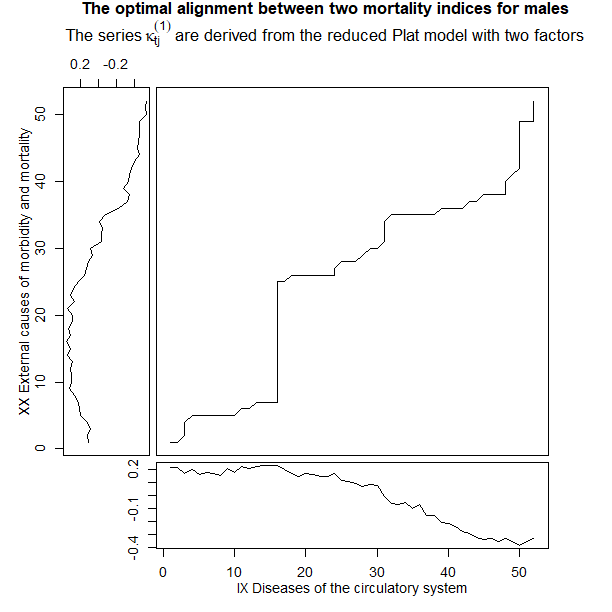 The optimal alignment between two mortality indices for males
The series κtj(1) are derived from the reduced Plat model with two factors
0.2 -0.2
XX External causes of morbidity and mortality
0 10 20 30 40 50
-0.4 -0.1 0.2
0 10 20 30 40 50
IX Diseases of the circulatory system